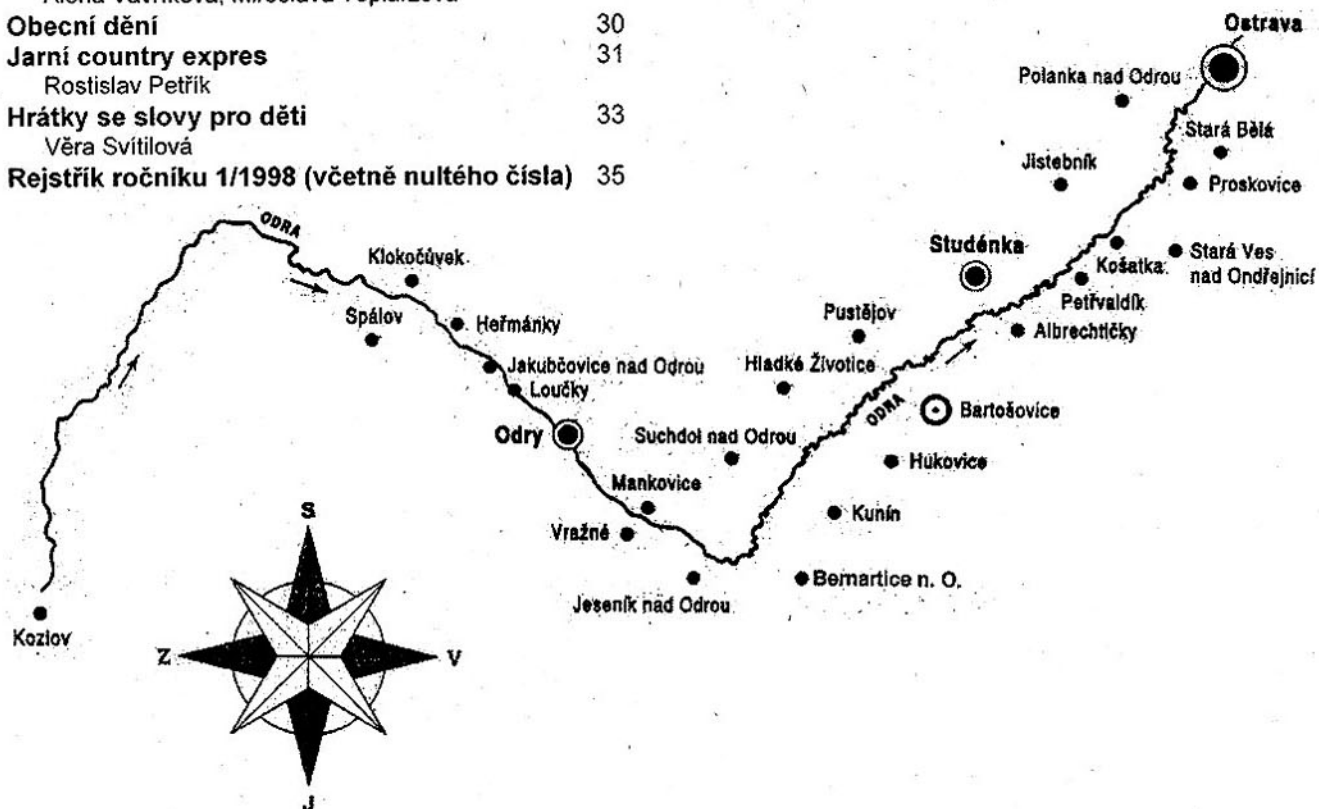 Obecní dění 30
Jarní country expres 31
Rostislav Petřík
Hrátky se slovy pro děti 33
Věra Svítilová
Rejstřík ročníku 1/1998 (včetně nultého čísla) 35
Ostrava
Polanka nad Odrou
Stará Bělá
Jistebník
Proskovice
ODRA
Klokočůvek
Studénka
Košatka
Stará Ves
nad Ondřejnicí
Petřvaldík
Spálov
Heřmánky
Pustějov
Albrechtičky
Jakubčovice nad Odrou
Hladké Životice
Loučky
ODRA
Bartošovice
Odry
Suchdol nad Odrou
Hukovice
Mankovice
Kunín
Vražné
S
Jeseník nad Odrou
Bernartice n. O.
Kozlov
Z
V
J